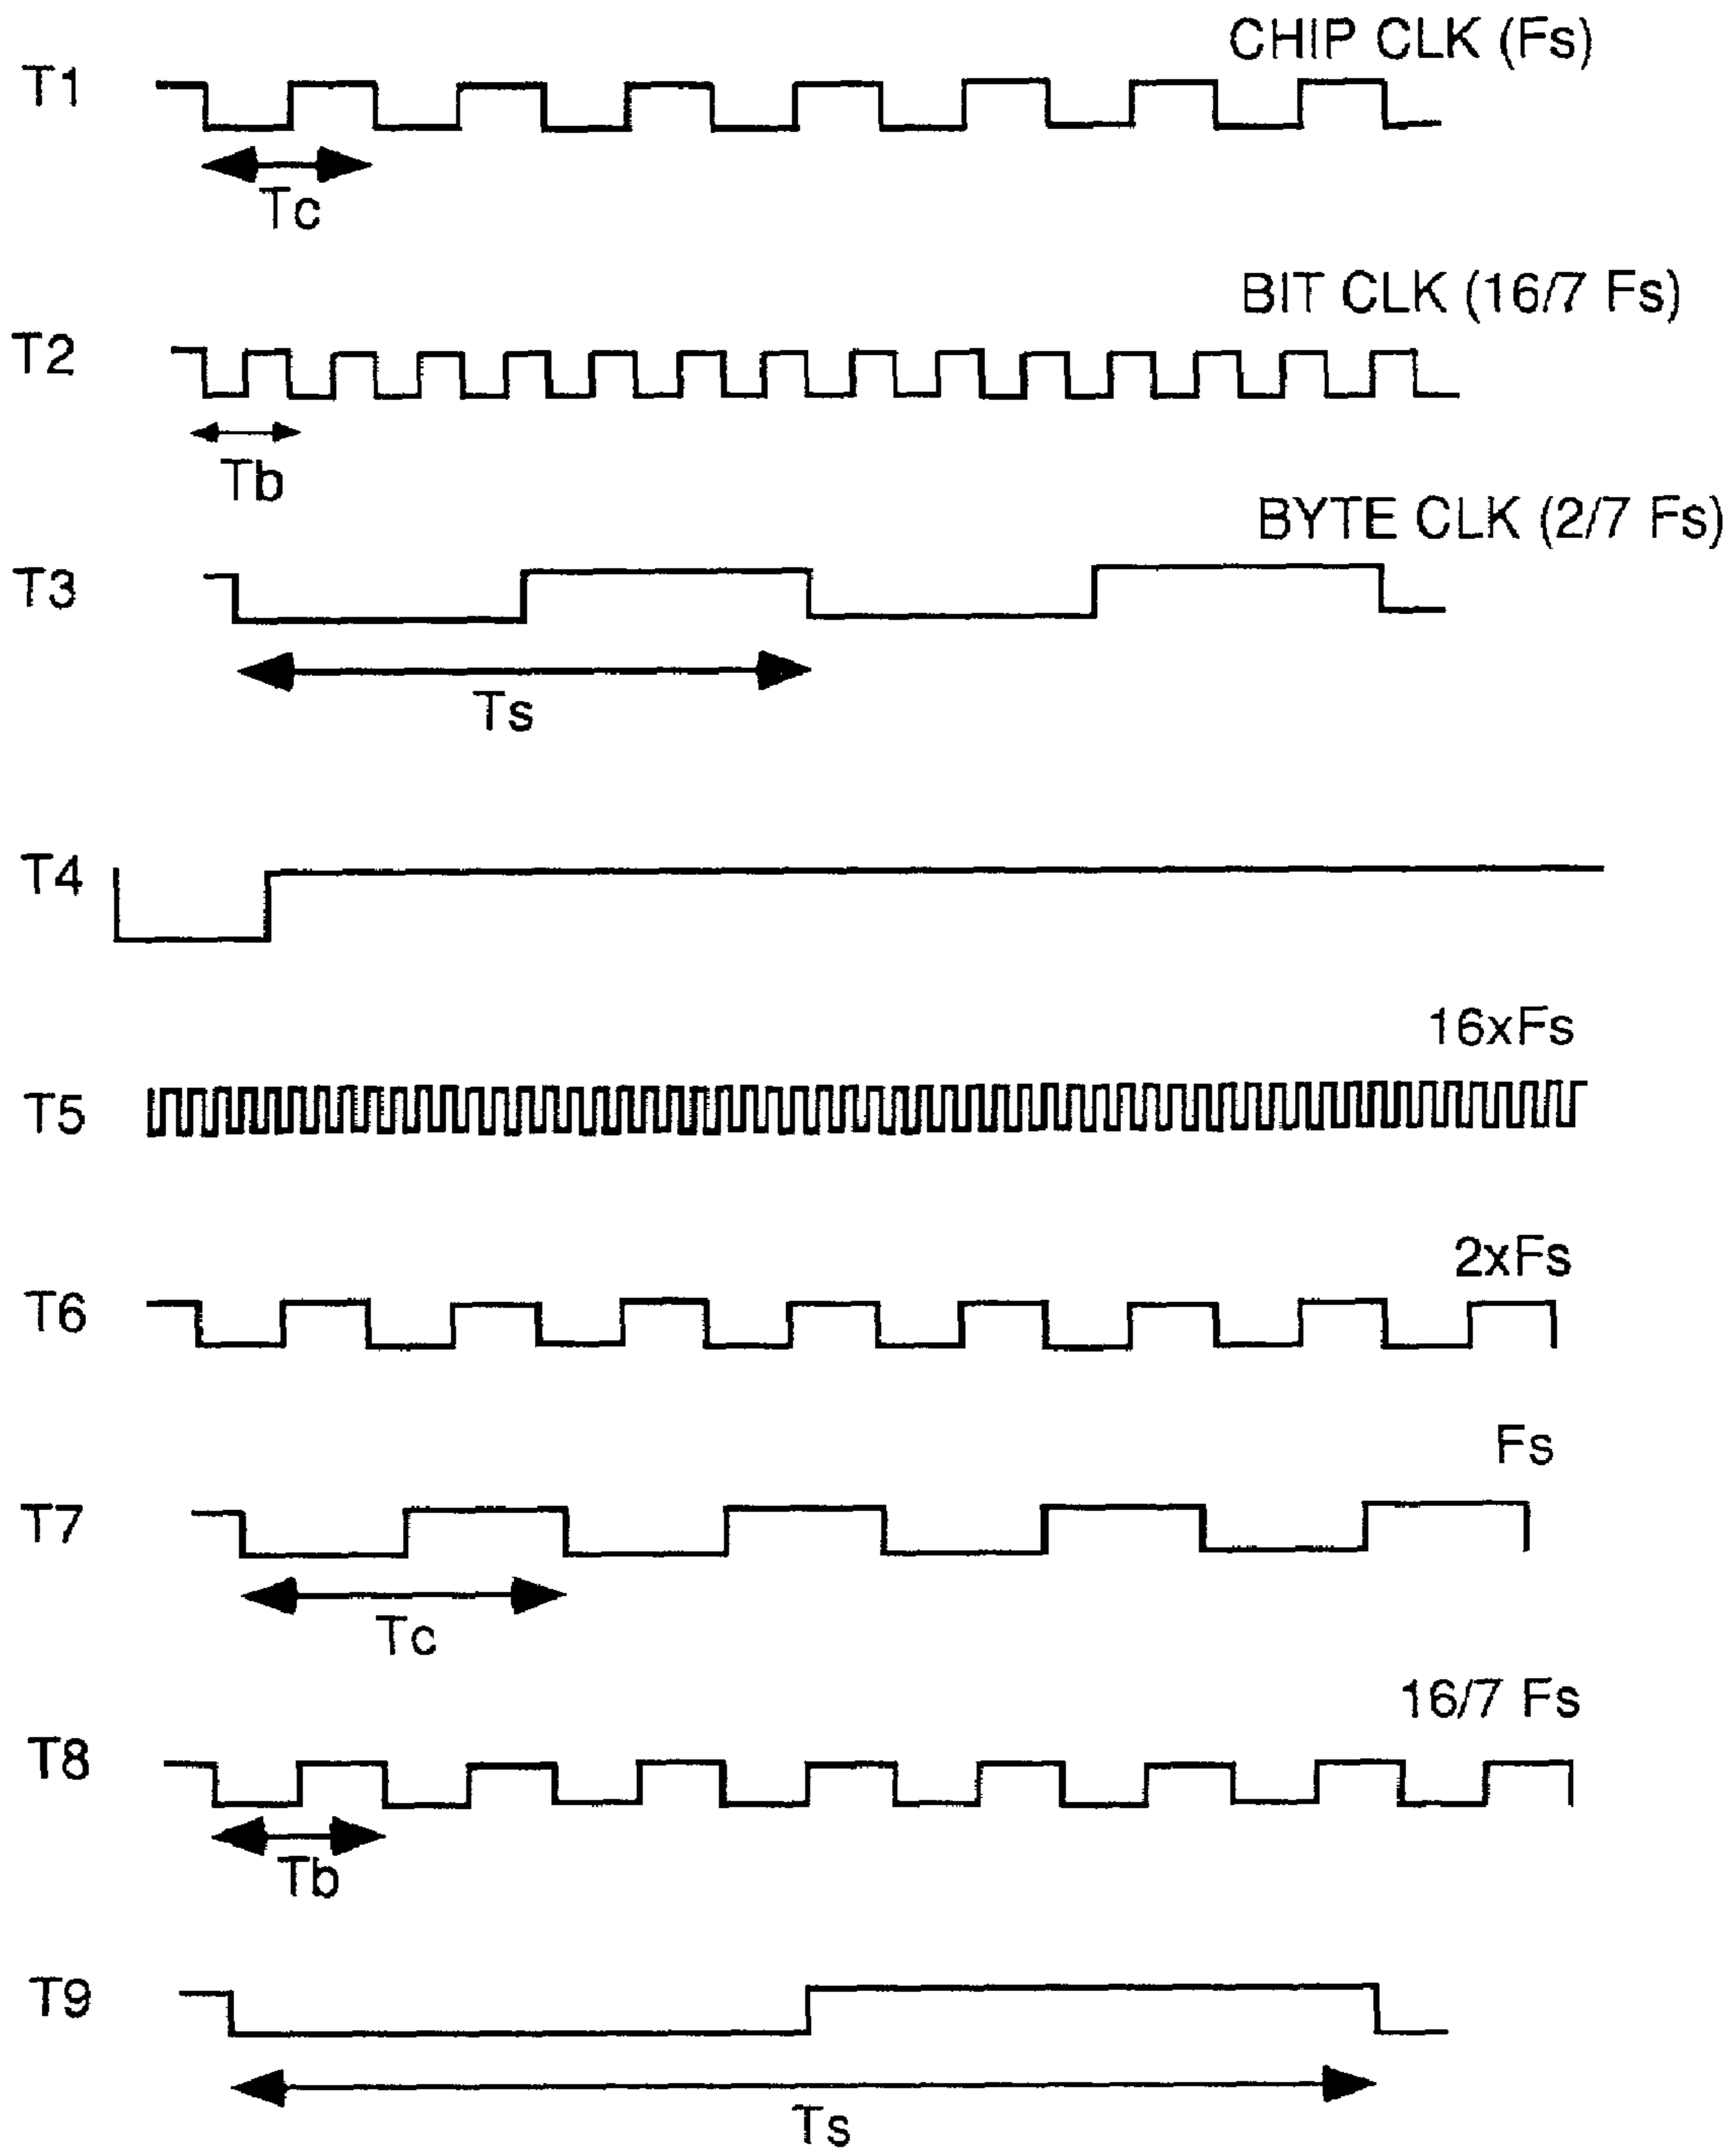 CHIP CLK (Fs)
T1
Tc
BIT CLK (16/7 Fs)
T2
Tb
BYTE CLK (2/7 Fs)
T3
Ts
T4
16xFs
T5
2xFs
T6
Fs
T7
Tc
16/7 Fs
T8
Tb
T9
Ts